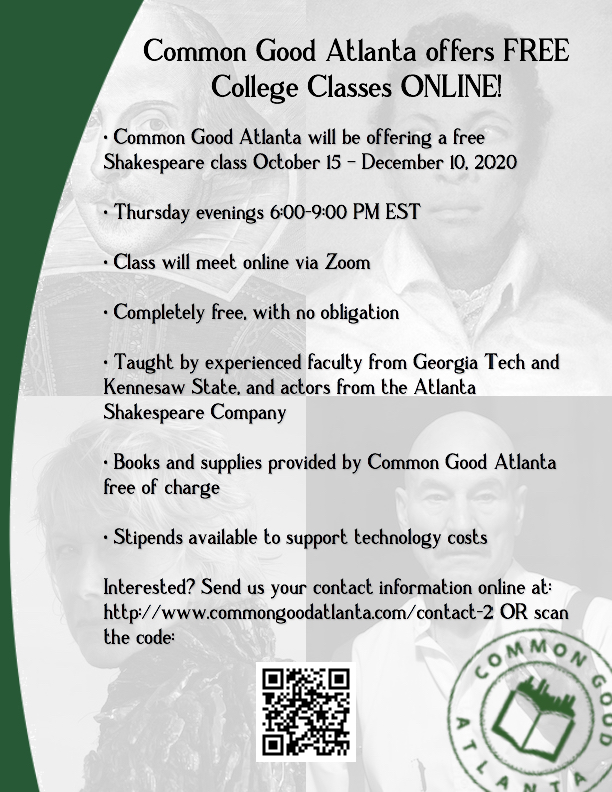 Common Good Atlanta offers FREE
College Classes ONLINE!
• Common Good Atlanta will be offering a free
Shakespeare class October 15 – December 10, 2020
• Thursday evenings 6:00-9:00 PM EST
• Class will meet online via Zoom
• Completely free, with no obligation
• Taught by experienced faculty from Georgia Tech and
Kennesaw State, and actors from the Atlanta
Shakespeare Company
• Books and supplies provided by Common Good Atlanta
free of charge
• Stipends available to support technology costs
Interested? Send us your contact information online at:
http://www.commongoodatlanta.com/contact-2 OR scan
the code:
COMMON GOOD
ATLANTA